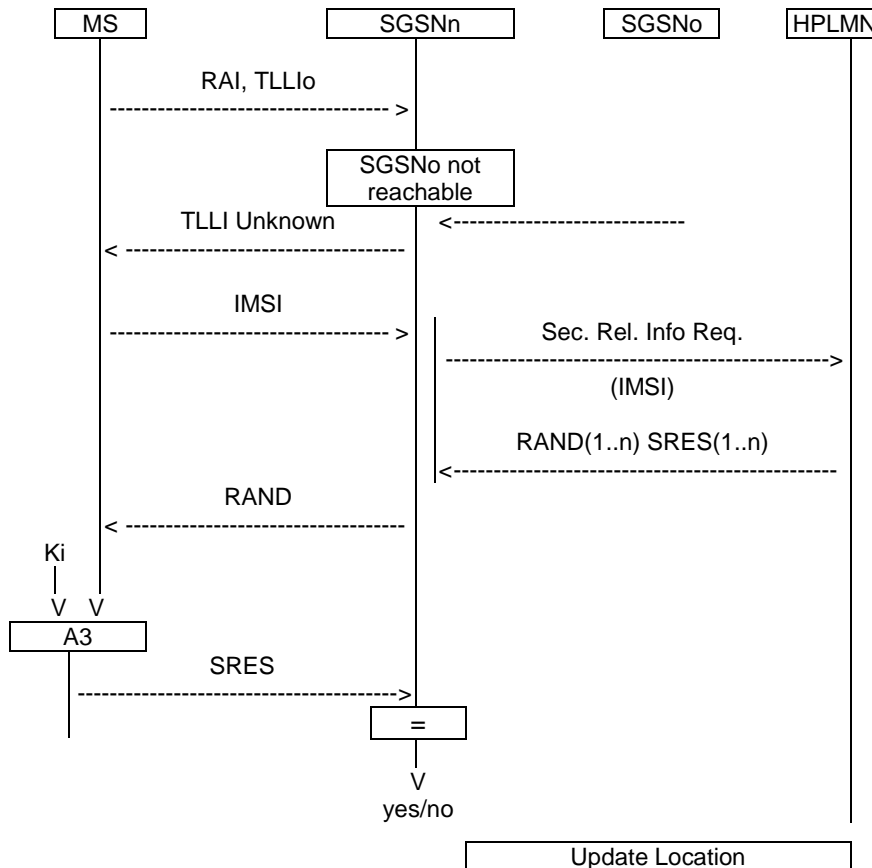 MS SGSNn SGSNo HPLMN
RAI, TLLIo
SGSNo not
reachable
TLLI Unknown
IMSI
Sec. Rel. Info Req.
(IMSI)
RAND(1..n) SRES(1..n)
RAND
Ki
V V
A3
SRES
=
V
yes/no
Update Location